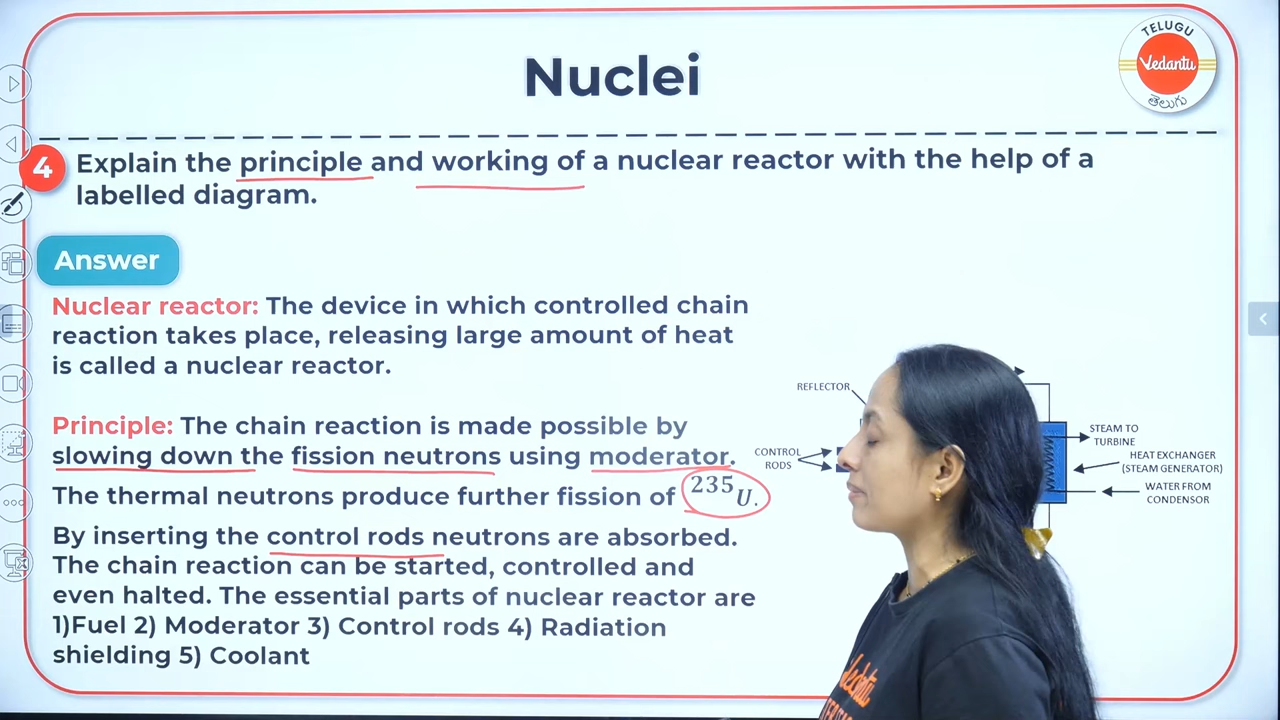 Nuclei
TELUGU
Vedantu
తెలుగు
4
Explain the principle and working of a nuclear reactor with the help of a
labelled diagram.
Answer
Nuclear reactor: The device in which controlled chain
reaction takes place, releasing large amount of heat
is called a nuclear reactor.
Principle: The chain reaction is made possible by
slowing down the fission neutrons using moderator.
The thermal neutrons produce further fission of ²³⁵U.
By inserting the control rods neutrons are absorbed.
The chain reaction can be started, controlled and
even halted. The essential parts of nuclear reactor are
1)Fuel 2) Moderator 3) Control rods 4) Radiation
shielding 5) Coolant
REFLECTOR
CONTROL
RODS
STEAM TO
TURBINE
HEAT EXCHANGER
(STEAM GENERATOR)
WATER FROM
CONDENSOR